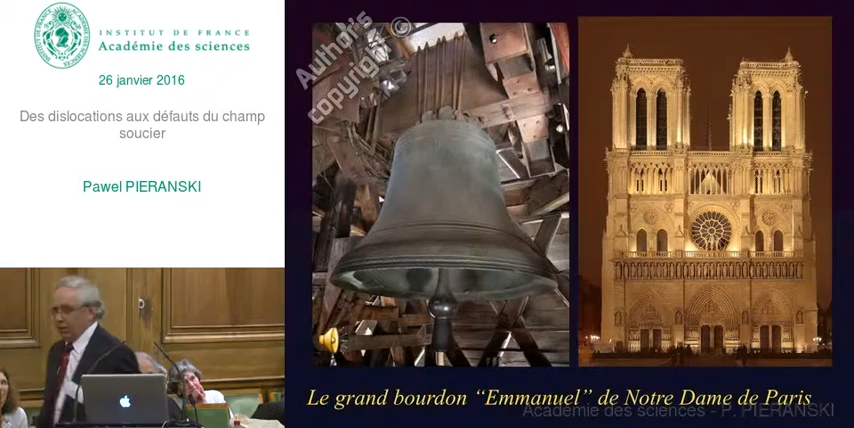 INSTITUT DE FRANCE
Académie des sciences
26 janvier 2016
Des dislocations aux défauts du champ
soucier
Pawel PIERANSKI
Author's ©
copyright
Le grand bourdon “Emmanuel” de Notre Dame de Paris
Académie des sciences - P. PIERANSKI